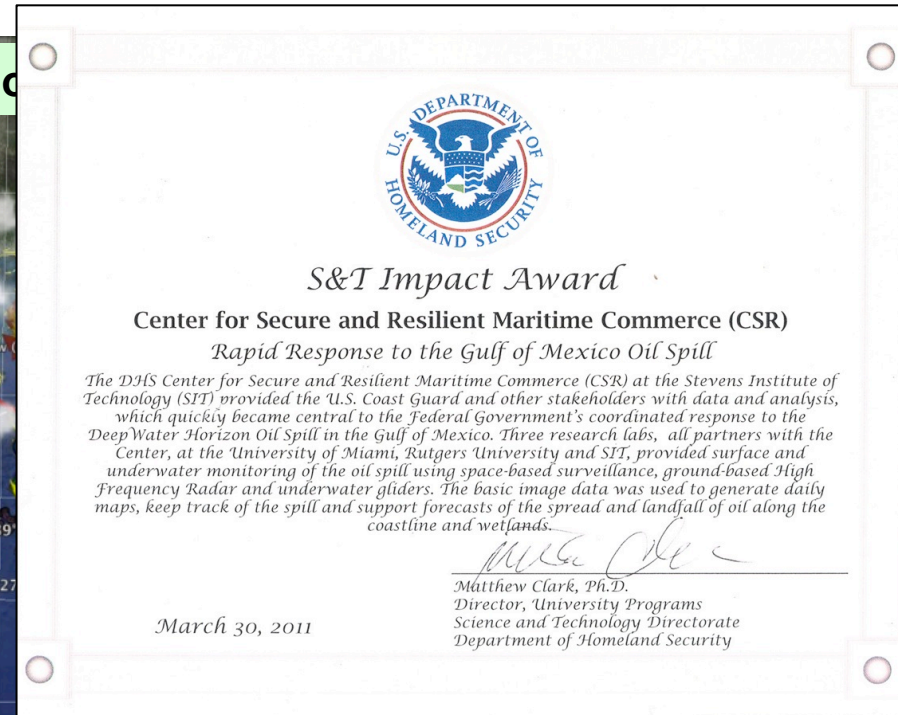 U.S. DEPARTMENT OF HOMELAND SECURITY
S&T Impact Award
Center for Secure and Resilient Maritime Commerce (CSR)
Rapid Response to the Gulf of Mexico Oil Spill
The DHS Center for Secure and Resilient Maritime Commerce (CSR) at the Stevens Institute of
Technology (SIT) provided the U.S. Coast Guard and other stakeholders with data and analysis,
which quickly became central to the Federal Government's coordinated response to the
DeepWater Horizon Oil Spill in the Gulf of Mexico. Three research labs, all partners with the
Center, at the University of Miami, Rutgers University and SIT, provided surface and
underwater monitoring of the oil spill using space-based surveillance, ground-based High
Frequency Radar and underwater gliders. The basic image data was used to generate daily
maps, keep track of the spill and support forecasts of the spread and landfall of oil along the
coastline and wetlands.
Matthew Clark, Ph.D.
Director, University Programs
Science and Technology Directorate
Department of Homeland Security
March 30, 2011
27